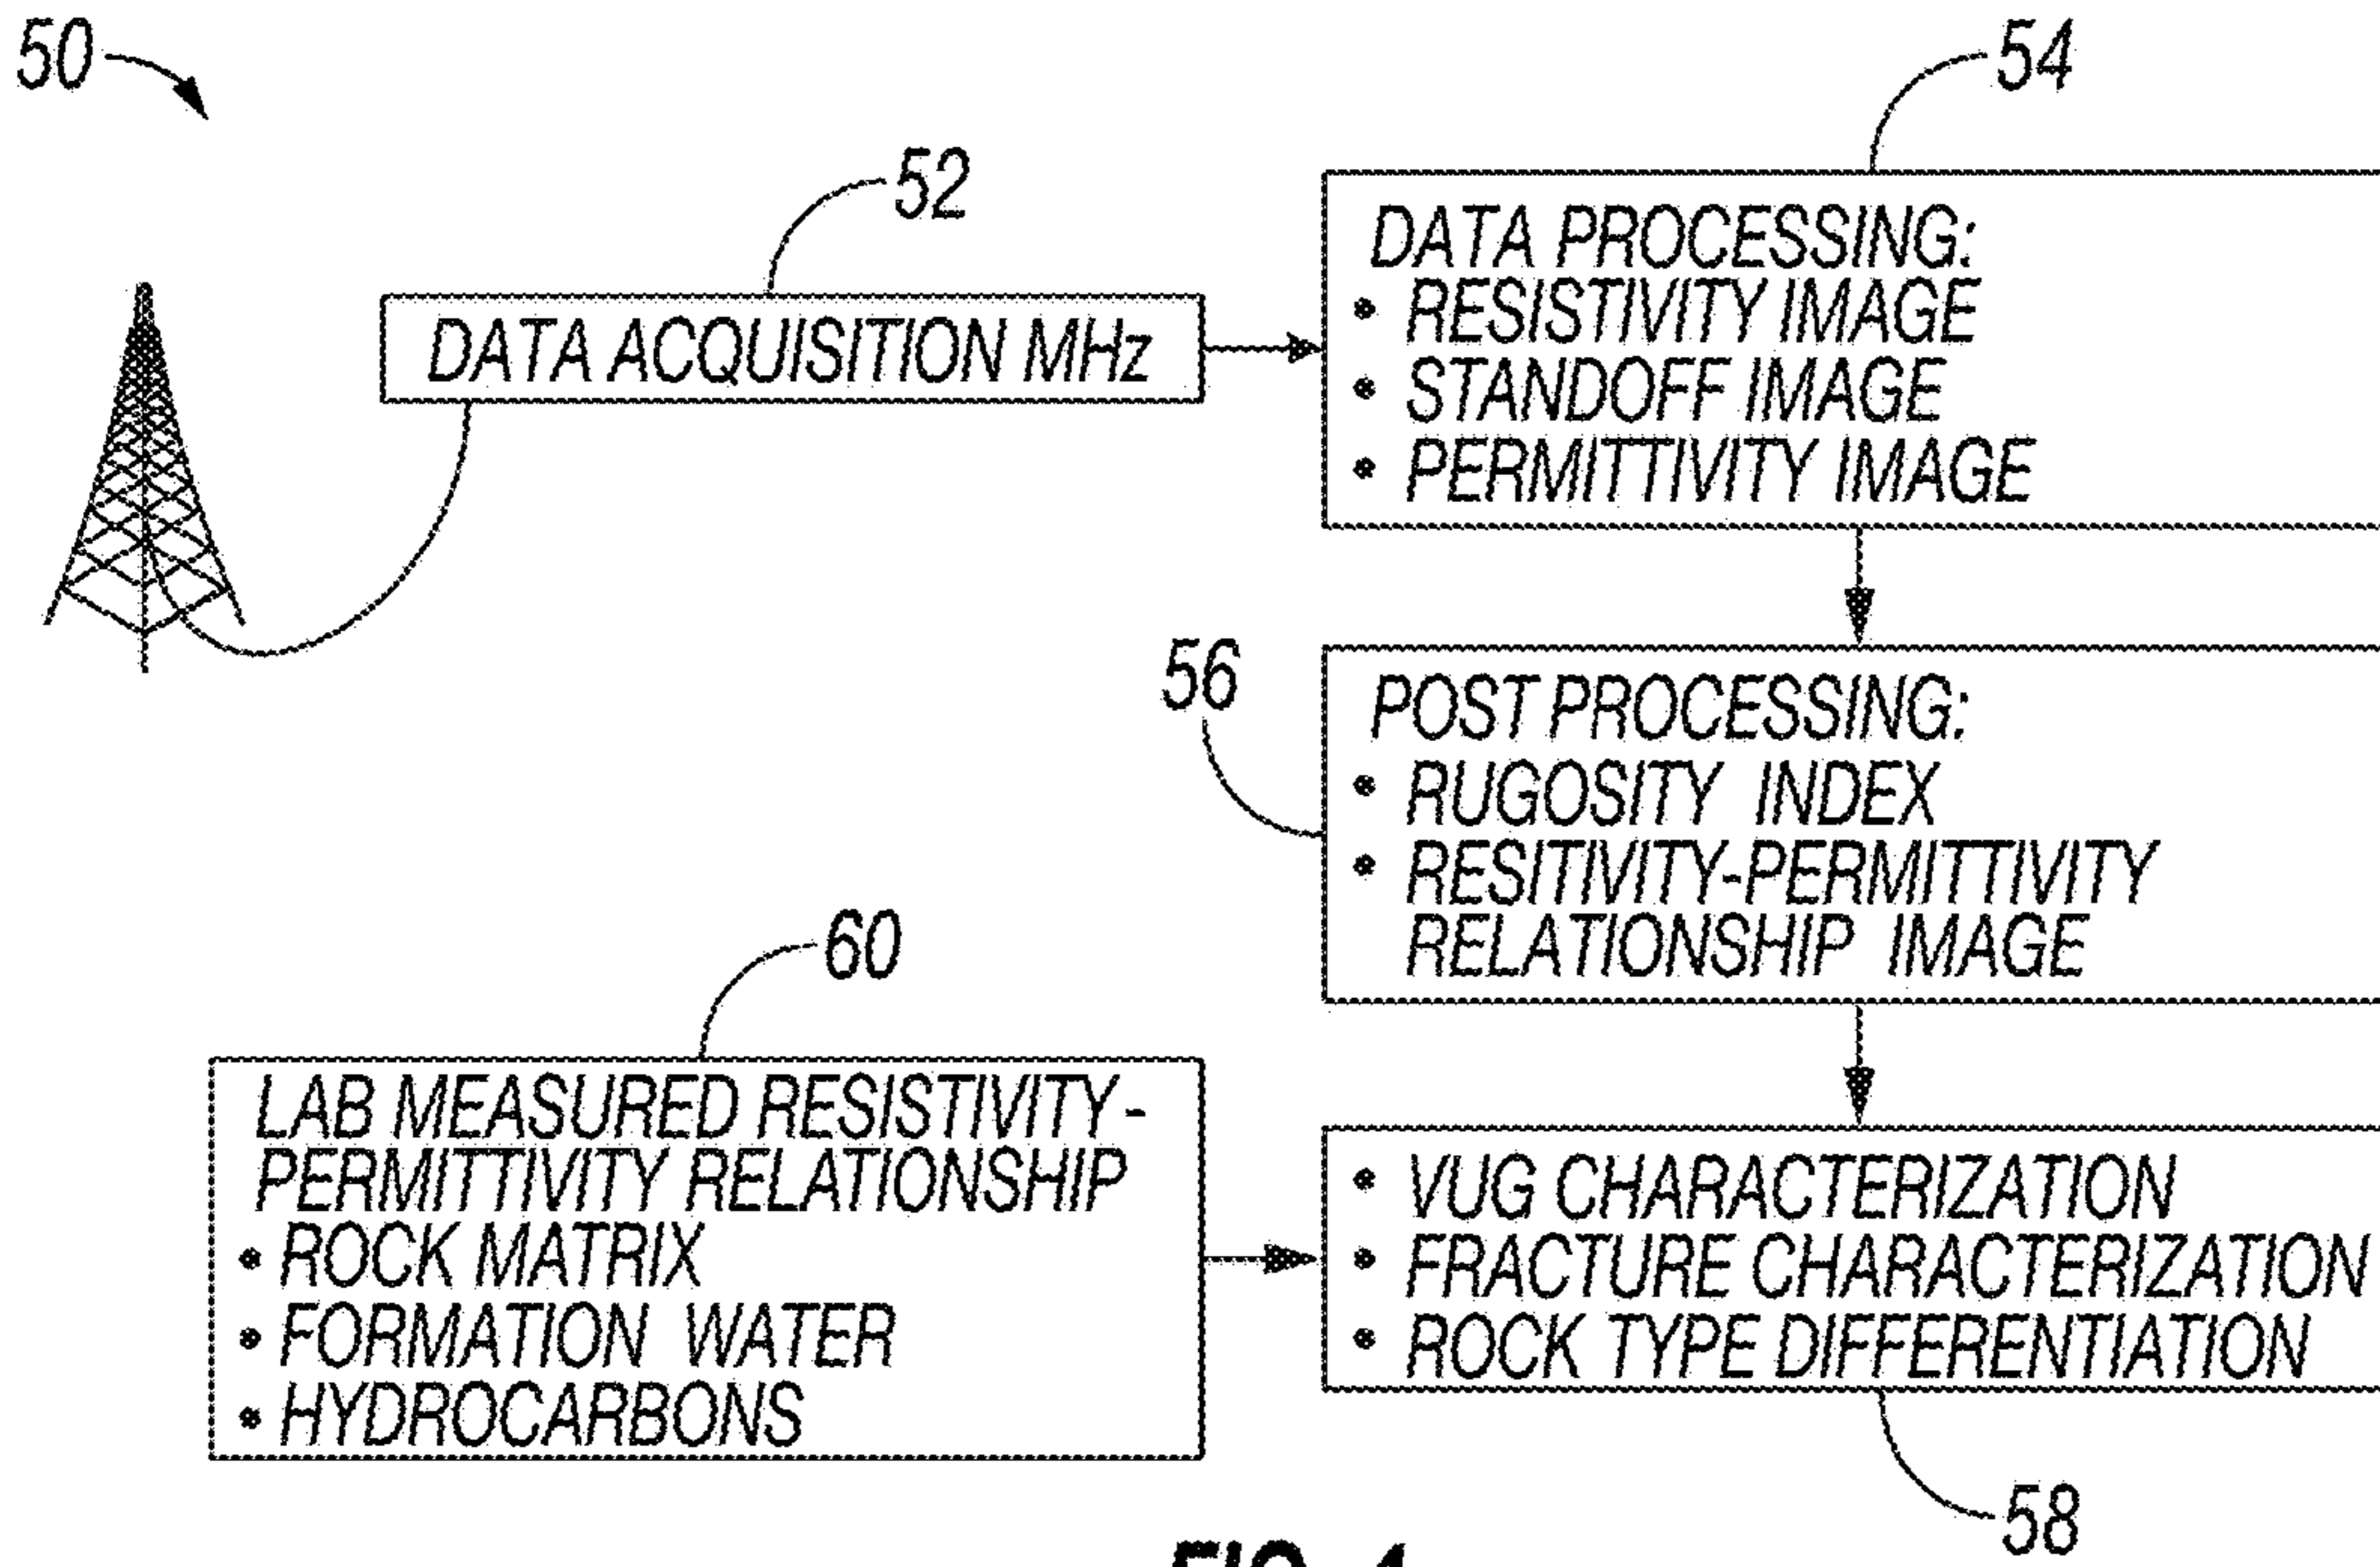 50
54
52
DATA ACQUISITION MHz
DATA PROCESSING:
• RESISTIVITY IMAGE
• STANDOFF IMAGE
• PERMITTIVITY IMAGE
56
POST PROCESSING:
• RUGOSITY INDEX
• RESITIVITY-PERMITTIVITY
RELATIONSHIP IMAGE
60
LAB MEASURED RESISTIVITY-
PERMITTIVITY RELATIONSHIP
• ROCK MATRIX
• FORMATION WATER
• HYDROCARBONS
• VUG CHARACTERIZATION
• FRACTURE CHARACTERIZATION
• ROCK TYPE DIFFERENTIATION
58